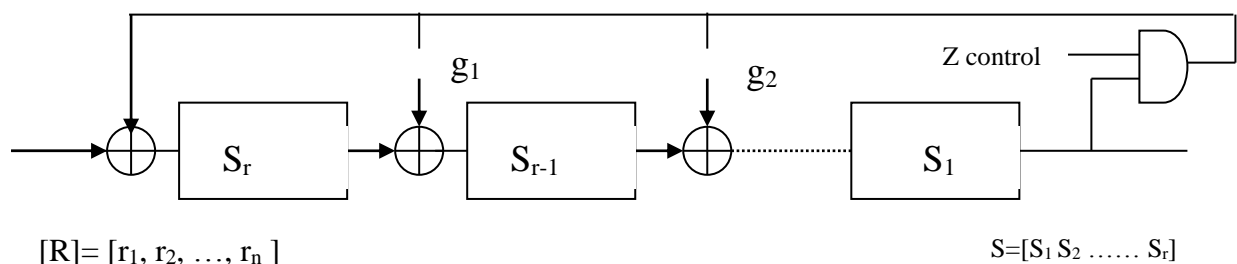 Z control
g₁
g₂
Sᵣ
Sᵣ₋₁
S₁
[R]= [r₁, r₂, …, rₙ ]
S=[S₁ S₂ …… Sᵣ]